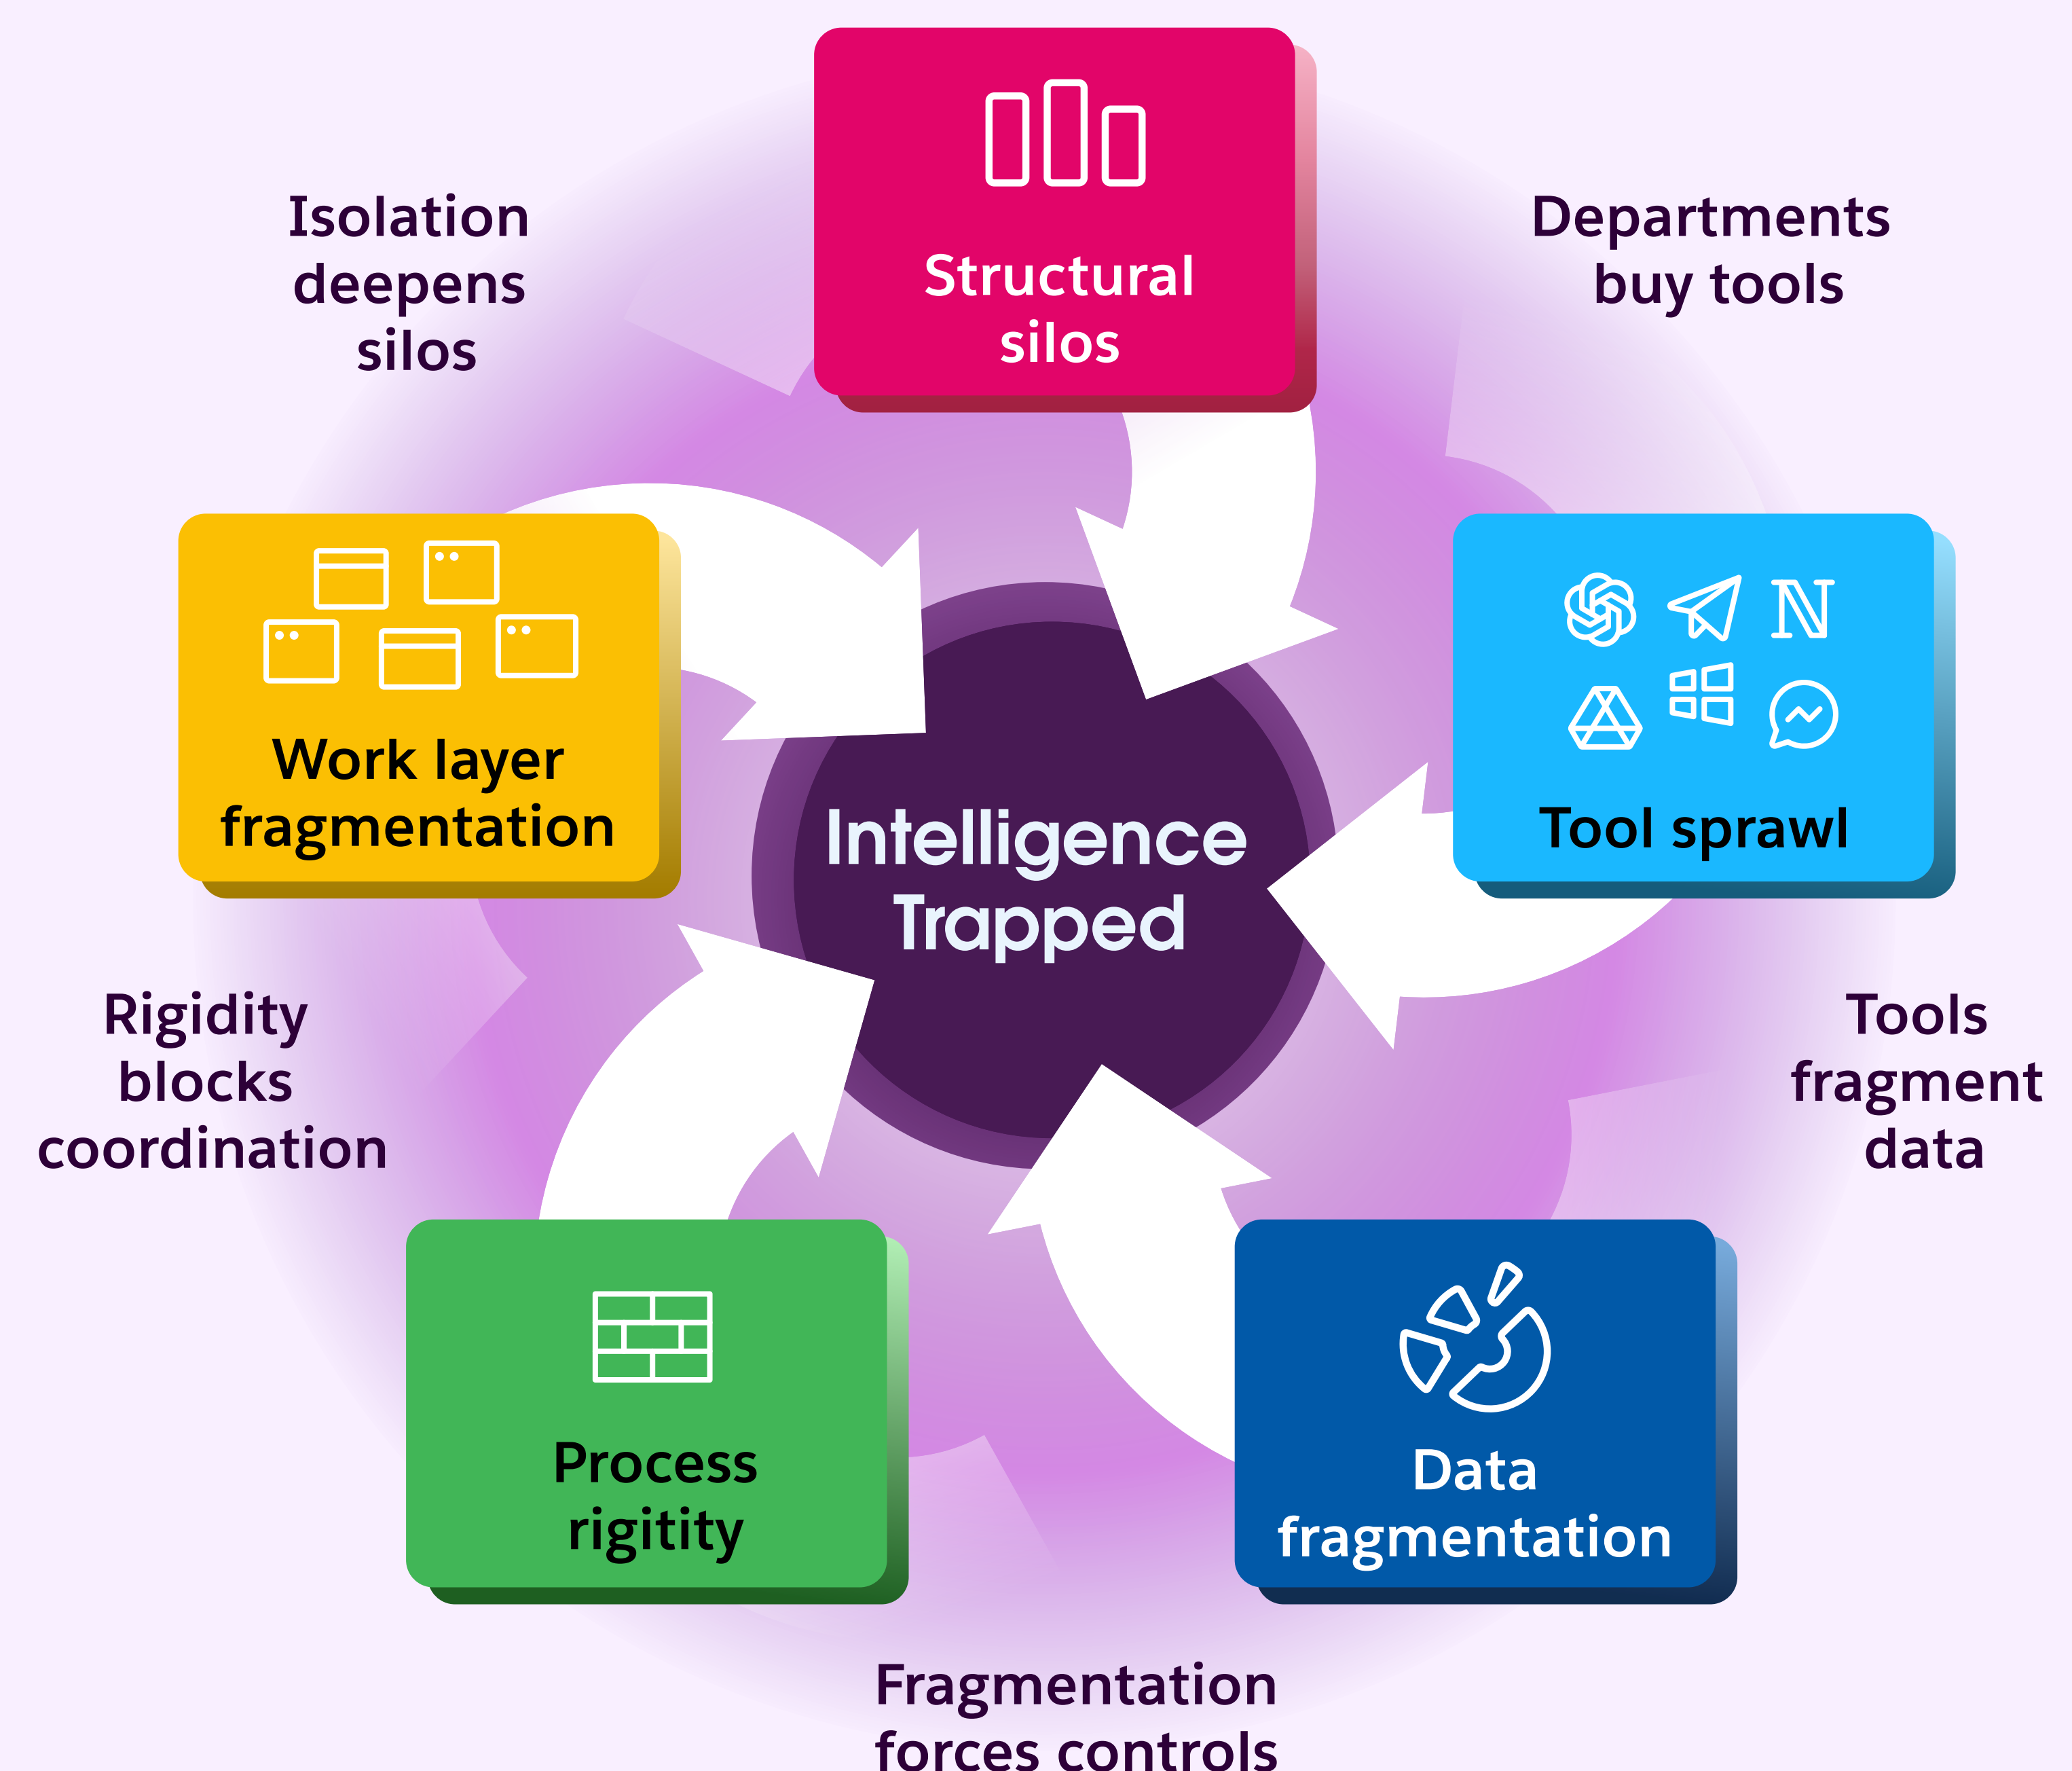 Structural
silos
Isolation
deepens
silos
Departments
buy tools
Work layer
fragmentation
N
Tool sprawl
Intelligence
Trapped
Rigidity
blocks
coordination
Tools
fragment
data
Process
rigitity
Data
fragmentation
Fragmentation
forces controls